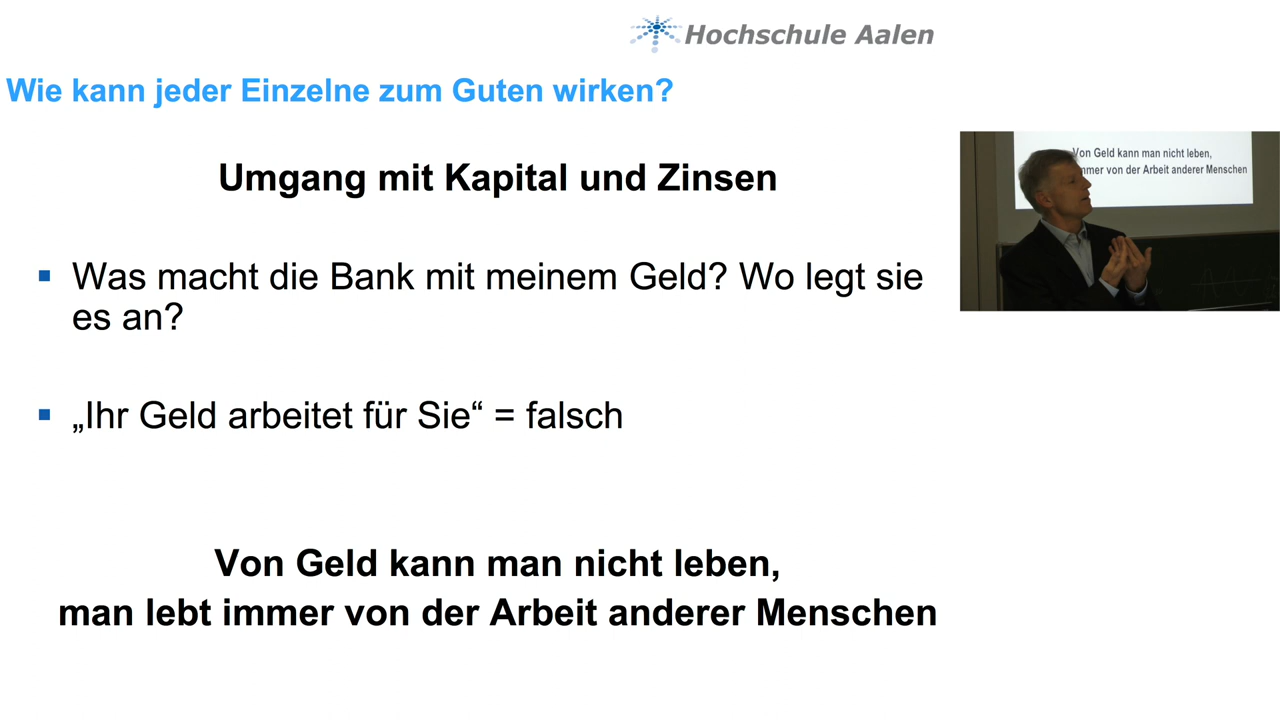 Hochschule Aalen
Wie kann jeder Einzelne zum Guten wirken?
Umgang mit Kapital und Zinsen
Was macht die Bank mit meinem Geld? Wo legt sie
es an?
„Ihr Geld arbeitet für Sie“ = falsch
Von Geld kann man nicht leben,
man lebt immer von der Arbeit anderer Menschen
Von Geld kann man nicht leben,
mmer von der Arbeit anderer Menschen